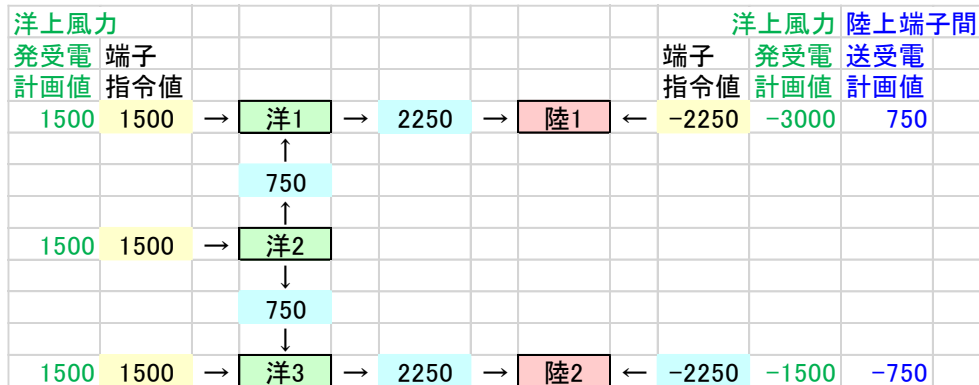 洋上風力 洋上風力 陸上端子間
発受電 端子 端子 発受電 送受電
計画値 指令値 指令値 計画値 計画値
1500 1500 → 洋1 → 2250 → 陸1 ← -2250 -3000 750
↑
750
↑
1500 1500 → 洋2
↓
750
↓
1500 1500 → 洋3 → 2250 → 陸2 ← -2250 -1500 -750